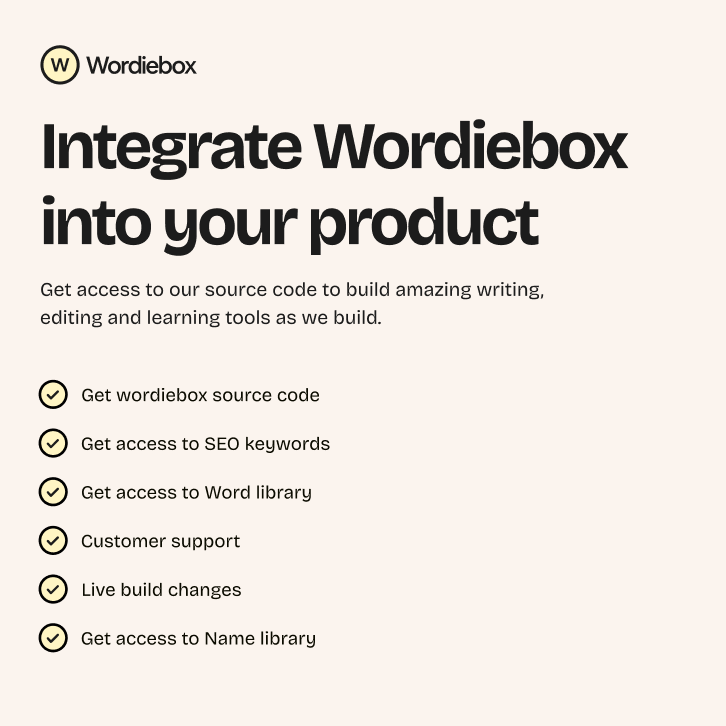 W Wordiebox
Integrate Wordiebox
into your product
Get access to our source code to build amazing writing,
editing and learning tools as we build.
Get wordiebox source code
Get access to SEO keywords
Get access to Word library
Customer support
Live build changes
Get access to Name library